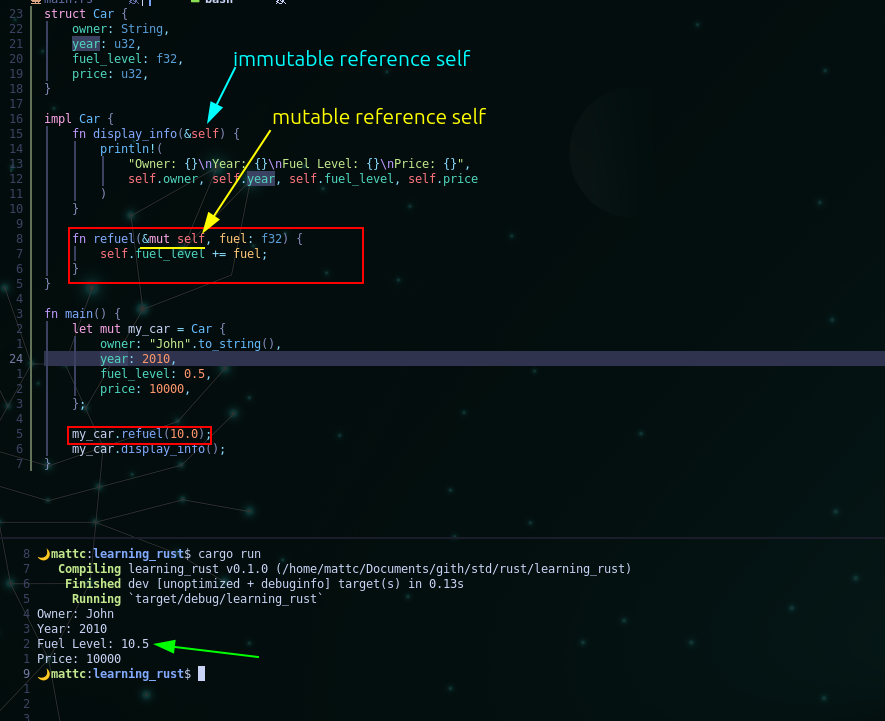 main.rs bash
23 struct Car {
22 owner: String,
21 year: u32,
20 fuel_level: f32,
19 price: u32,
18 }
immutable reference self
17
16 impl Car {
mutable reference self
15 fn display_info(&self) {
14 println!(
13 "Owner: {}\nYear: {}\nFuel Level: {}\nPrice: {}",
12 self.owner, self.year, self.fuel_level, self.price
11 )
10 }
9
8 fn refuel(&mut self, fuel: f32) {
7 self.fuel_level += fuel;
6 }
5 }
4
3 fn main() {
2 let mut my_car = Car {
1 owner: "John".to_string(),
24 year: 2010,
1 fuel_level: 0.5,
2 price: 10000,
3 };
4
5 my_car.refuel(10.0);
6 my_car.display_info();
7 }
8 mattc:learning_rust$ cargo run
7 Compiling learning_rust v0.1.0 (/home/mattc/Documents/gith/std/rust/learning_rust)
6 Finished dev [unoptimized + debuginfo] target(s) in 0.13s
5 Running `target/debug/learning_rust`
4 Owner: John
3 Year: 2010
2 Fuel Level: 10.5
1 Price: 10000
9 mattc:learning_rust$
1
2
3